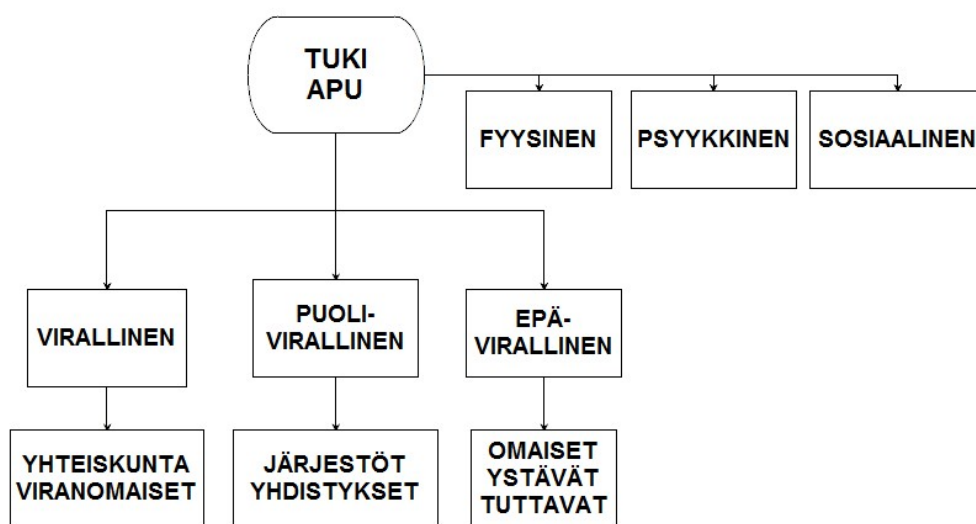 TUKI
APU
FYYSINEN
PSYYKKINEN
SOSIAALINEN
VIRALLINEN
PUOLI-
VIRALLINEN
EPÄ-
VIRALLINEN
YHTEISKUNTA
VIRANOMAISET
JÄRJESTÖT
YHDISTYKSET
OMAISET
YSTÄVÄT
TUTTAVAT